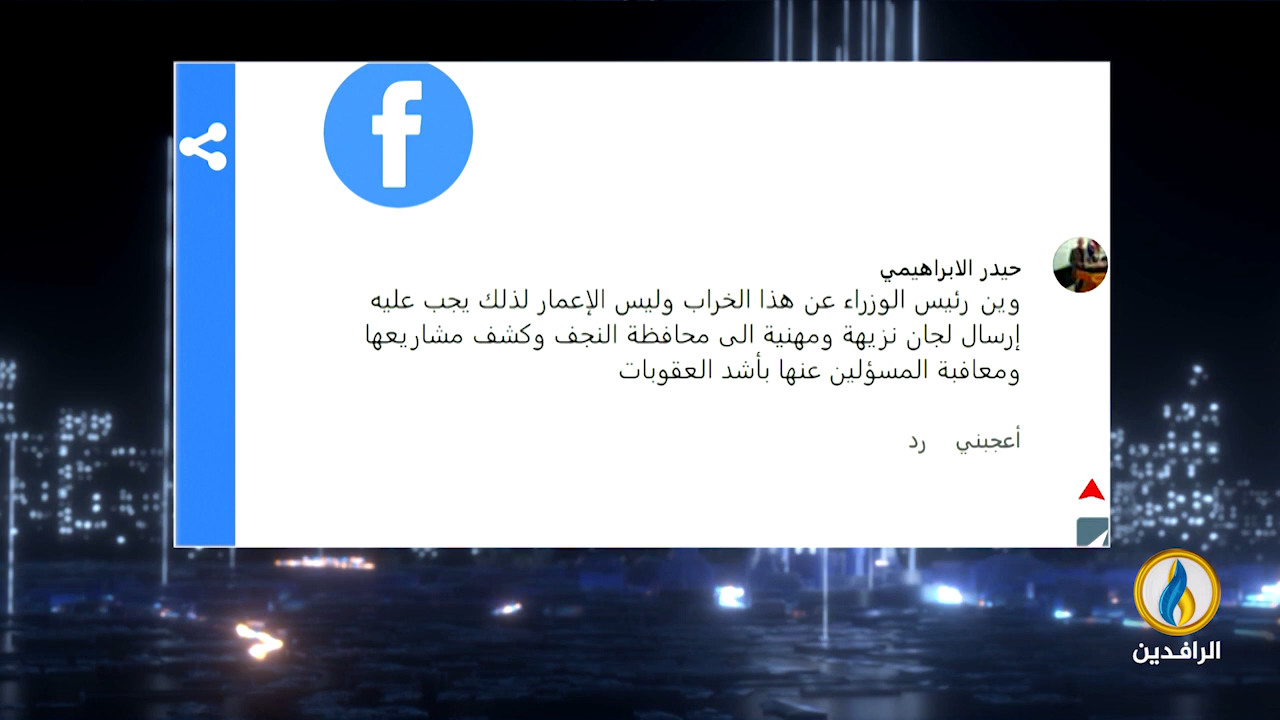 f
حيدر الابراهيمي
وين رئيس الوزراء عن هذا الخراب وليس الإعمار لذلك يجب عليه
إرسال لجان نزيهة ومهنية الى محافظة النجف وكشف مشاريعها
ومعافبة المسؤلين عنها بأشد العقوبات
أعجبني رد
الرافدين